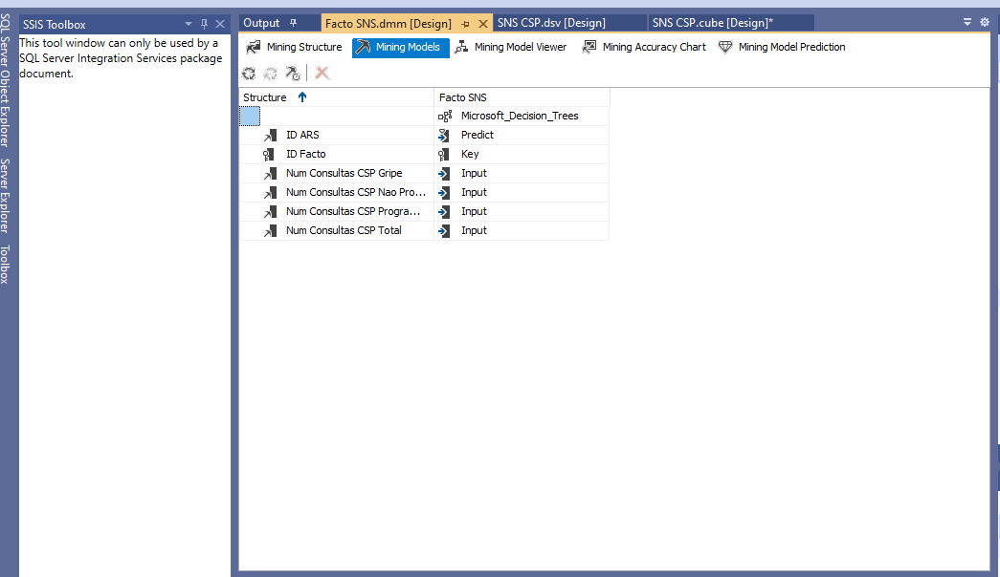 SQL Server Object Explorer
Server Explorer
Toolbox
SSIS Toolbox
This tool window can only be used by a
SQL Server Integration Services package
document.
Output
Facto SNS.dmm [Design]
SNS CSP.dsv [Design]
SNS CSP.cube [Design]*
Mining Structure
Mining Models
Mining Model Viewer
Mining Accuracy Chart
Mining Model Prediction
Structure
Facto SNS
Microsoft_Decision_Trees
ID ARS
Predict
ID Facto
Key
Num Consultas CSP Gripe
Input
Num Consultas CSP Nao Pro...
Input
Num Consultas CSP Progra...
Input
Num Consultas CSP Total
Input